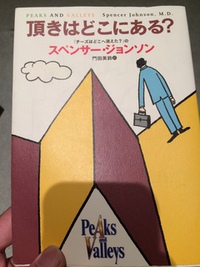 PEAKS AND VALLEYS Spencer Johnson, M.D.
頂きはどこにある?
『チーズはどこへ消えた?』の
スペンサー・ジョンソン
門田美鈴訳
Peaks
and
Valleys